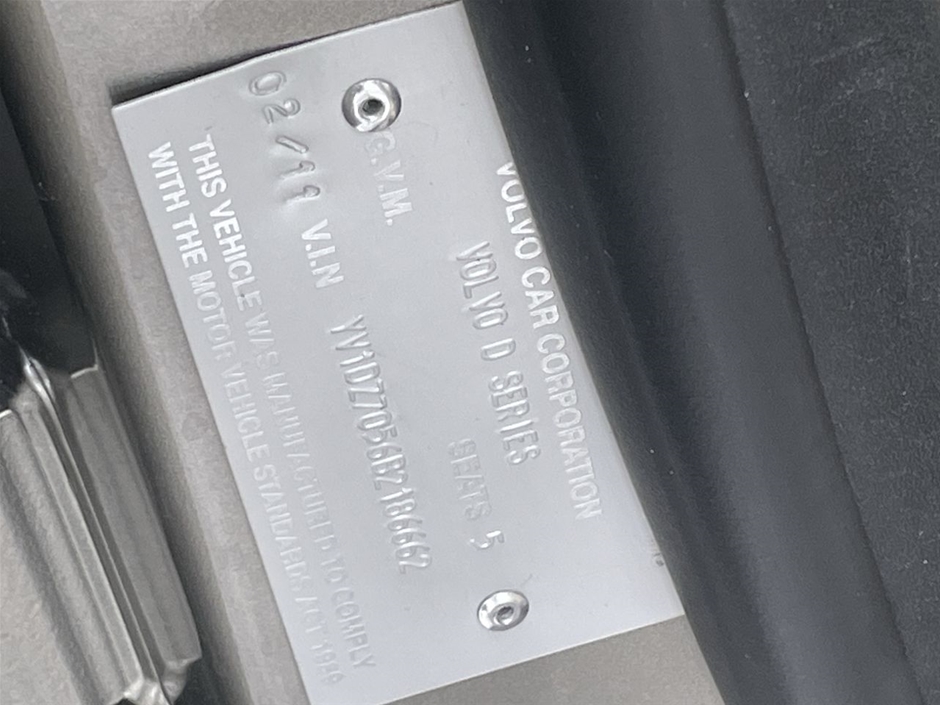 VOLVO CAR CORPORATION
VOLVO D SERIES
G.V.M. SEATS 5
02/11 V.I.N YV1DZ7056B2186662
THIS VEHICLE WAS MANUFACTURED TO COMPLY
WITH THE MOTOR VEHICLE STANDARDS ACT 1989